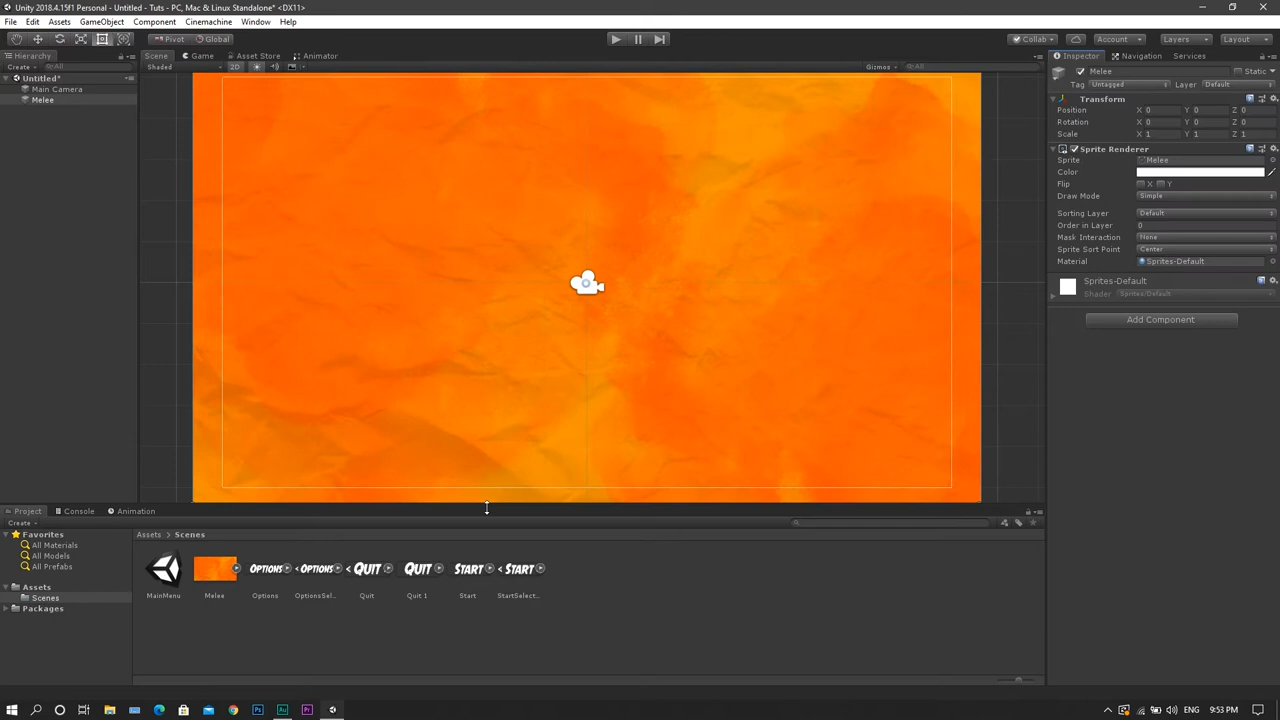 Unity 2018.4.15f1 Personal - Untitled - Tuts - PC, Mac & Linux Standalone* <DX11>
File Edit Assets GameObject Component Cinemachine Window Help
Pivot Global Collab Account Layers Layout
Hierarchy Scene Game Asset Store Animator Inspector Navigation Services
Create All Shaded 2D Gizmos All Melee Static
Untitled* Tag Untagged Layer Default
Main Camera
Melee Transform
Position X 0 Y 0 Z 0
Rotation X 0 Y 0 Z 0
Scale X 1 Y 1 Z 1
Sprite Renderer
Sprite Melee
Color
Flip X Y
Draw Mode Simple
Sorting Layer Default
Order in Layer 0
Mask Interaction None
Sprite Sort Point Center
Material Sprites-Default
Sprites-Default
Shader Sprites/Default
Add Component
Project Console Animation
Create
Favorites Assets > Scenes
All Materials
All Models
All Prefabs
OPTIONS < OPTIONS < QUIT QUIT START < START
Assets
Scenes MainMenu Melee Options OptionsSel... Quit Quit 1 Start StartSelect...
Packages
Ps Au Pr 9:53 PM